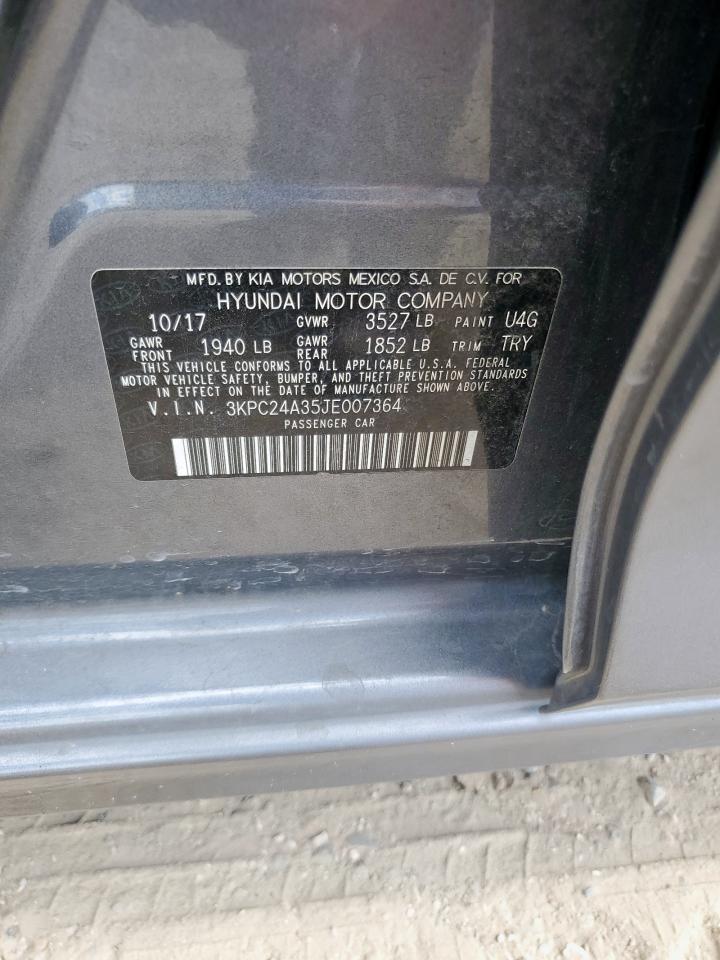 MFD. BY KIA MOTORS MEXICO S.A. DE C.V. FOR
HYUNDAI MOTOR COMPANY
10/17 GVWR 3527 LB PAINT U4G
GAWR FRONT 1940 LB GAWR REAR 1852 LB TRIM TRY
THIS VEHICLE CONFORMS TO ALL APPLICABLE U.S.A. FEDERAL
MOTOR VEHICLE SAFETY, BUMPER, AND THEFT PREVENTION STANDARDS
IN EFFECT ON THE DATE OF MANUFACTURE SHOWN ABOVE.
V.I.N. 3KPC24A35JE007364
PASSENGER CAR